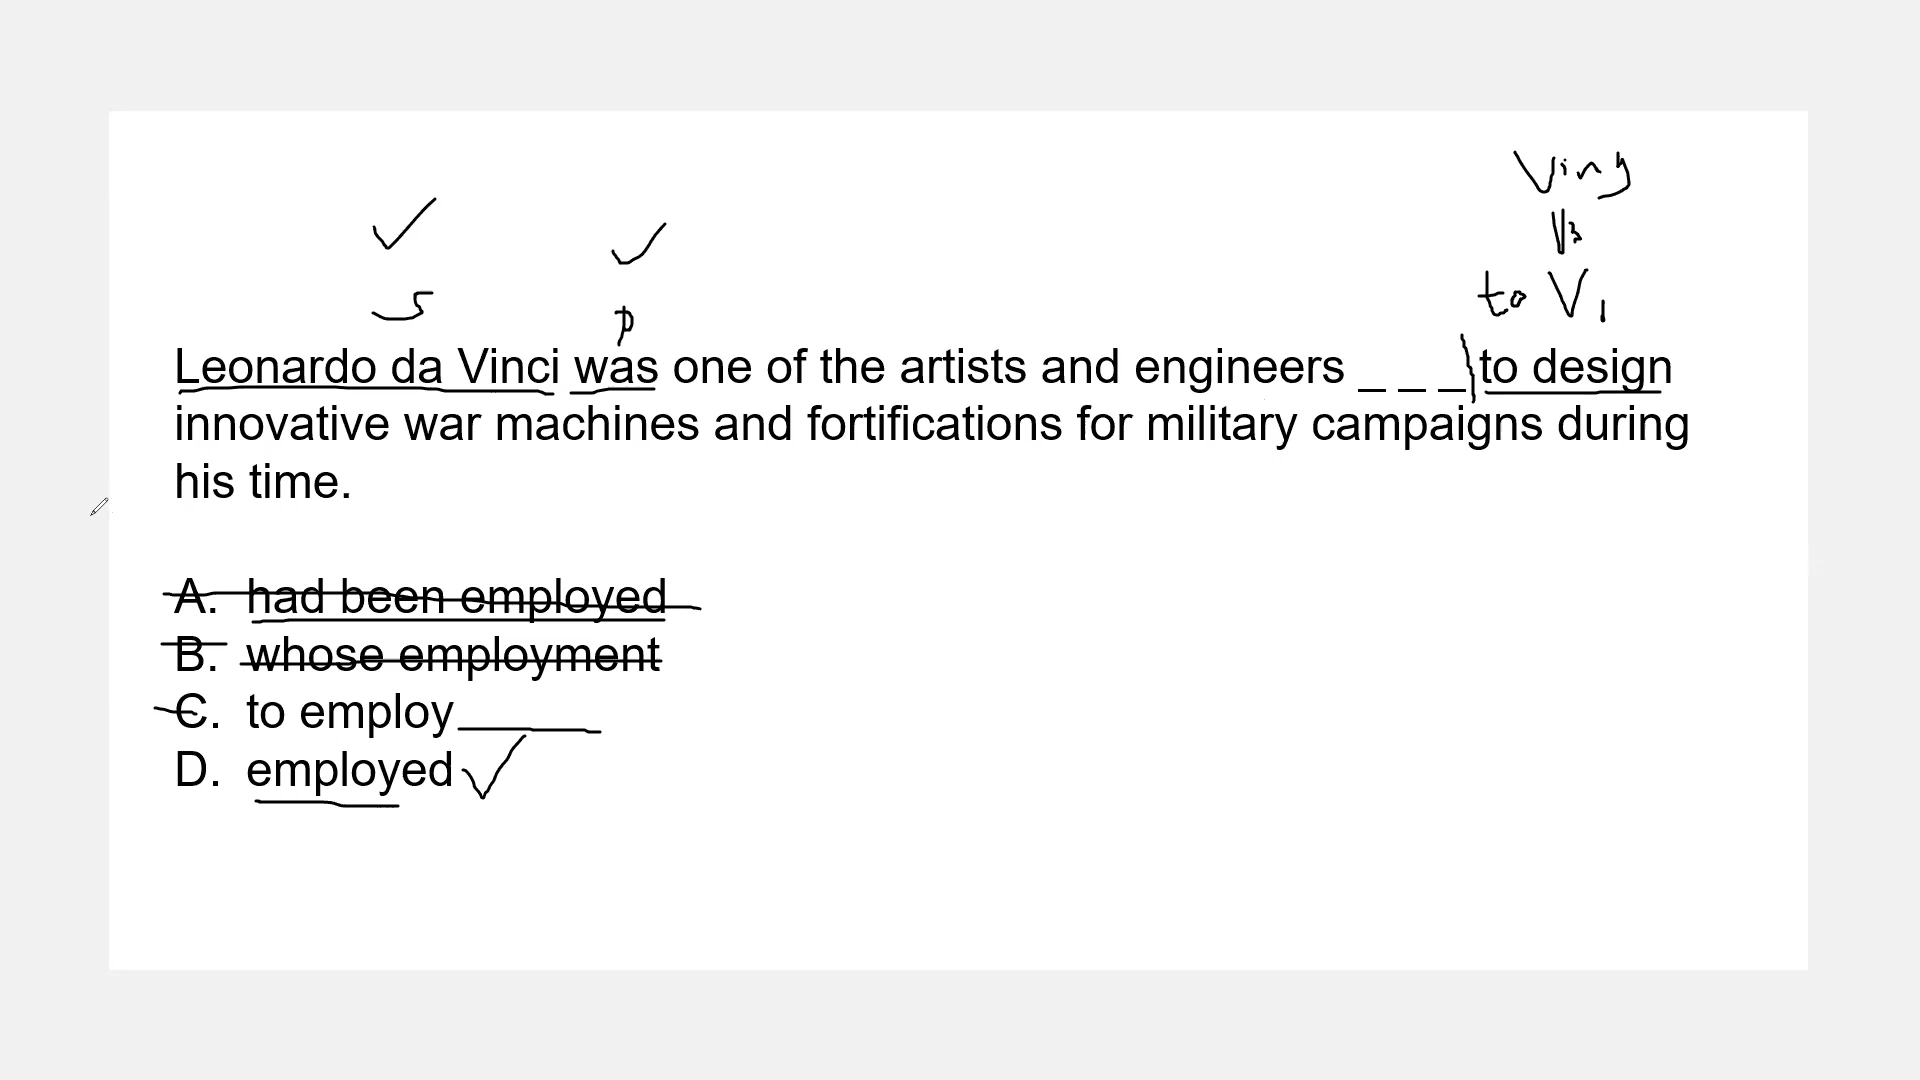 Ving
V3
to V1
S
p
Leonardo da Vinci was one of the artists and engineers _ _ _ to design
innovative war machines and fortifications for military campaigns during
his time.
A. had been employed
B. whose employment
C. to employ
D. employed